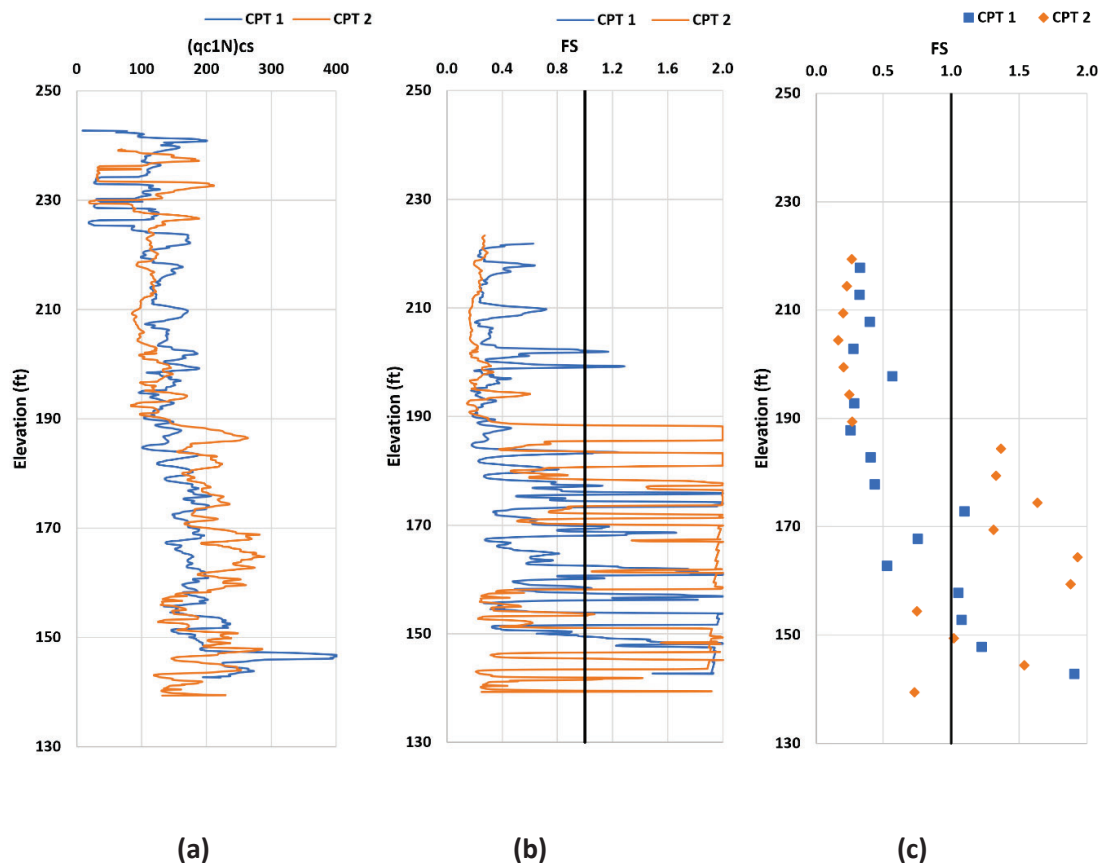 CPT 1 CPT 2
(qc1N)cs
0 100 200 300 400
250
230
210
190
170
150
130
Elevation (ft)
(a)
CPT 1 CPT 2
FS
0.0 0.4 0.8 1.2 1.6 2.0
250
230
210
190
170
150
130
Elevation (ft)
(b)
CPT 1 CPT 2
FS
0.0 0.5 1.0 1.5 2.0
250
230
210
190
170
150
130
Elevation (ft)
(c)